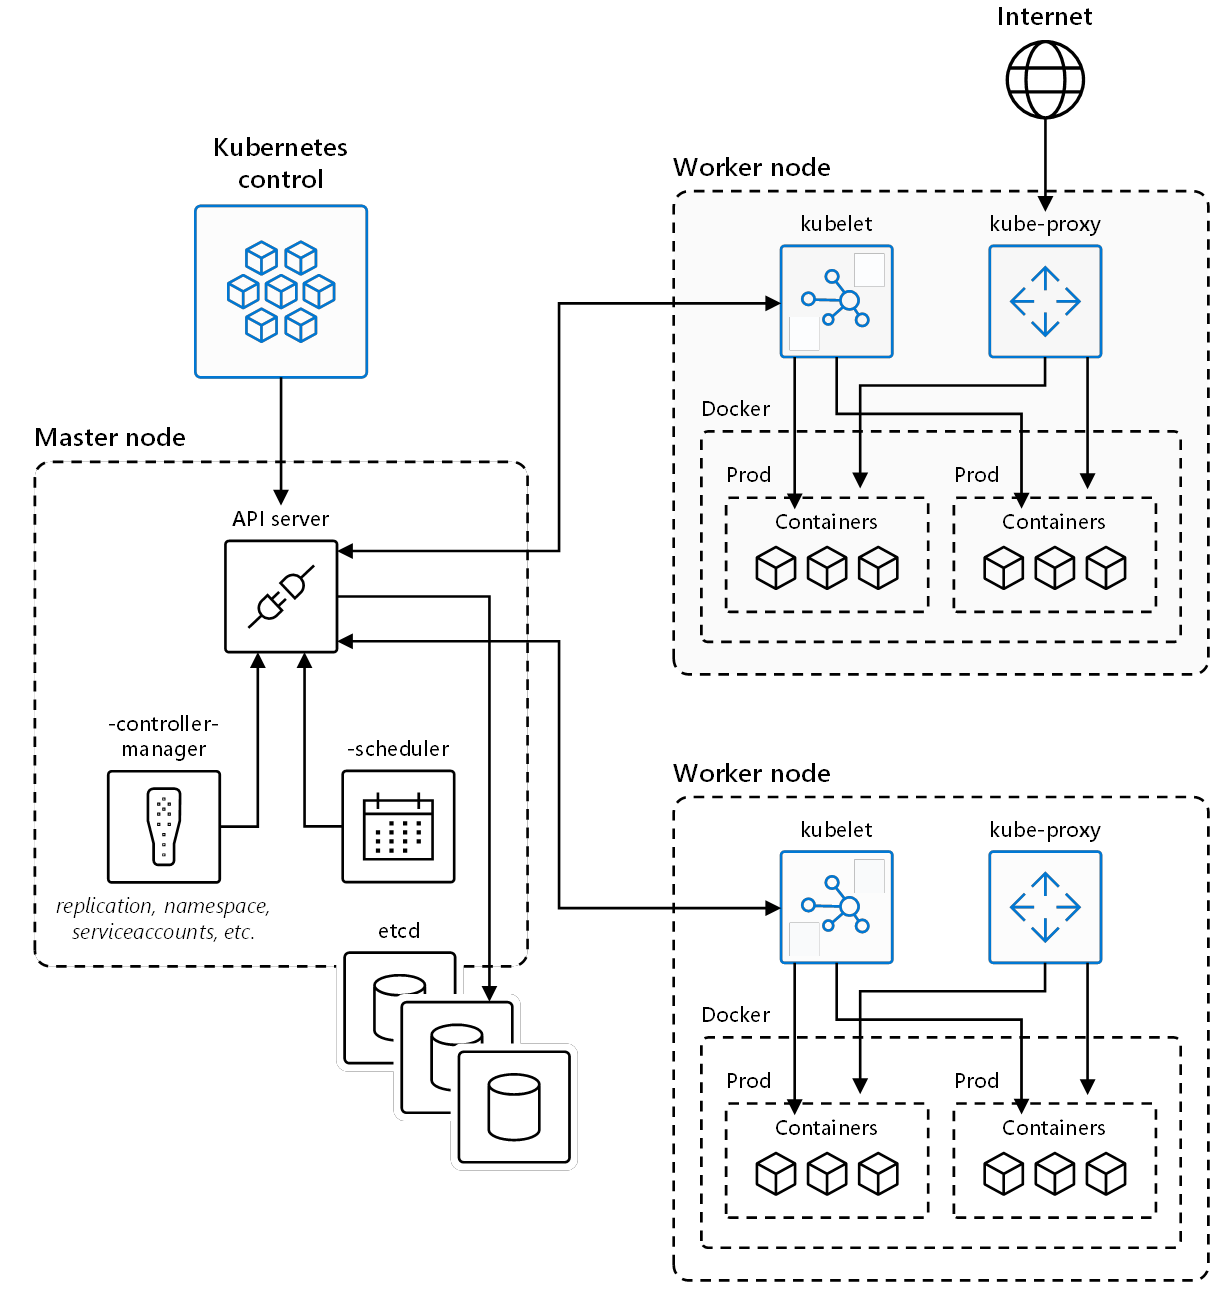 Internet
Kubernetes
control
Worker node
kubelet
kube-proxy
Docker
Prod
Prod
Containers
Containers
Master node
API server
-controller-
manager
-scheduler
replication, namespace,
serviceaccounts, etc.
etcd
Worker node
kubelet
kube-proxy
Docker
Prod
Prod
Containers
Containers